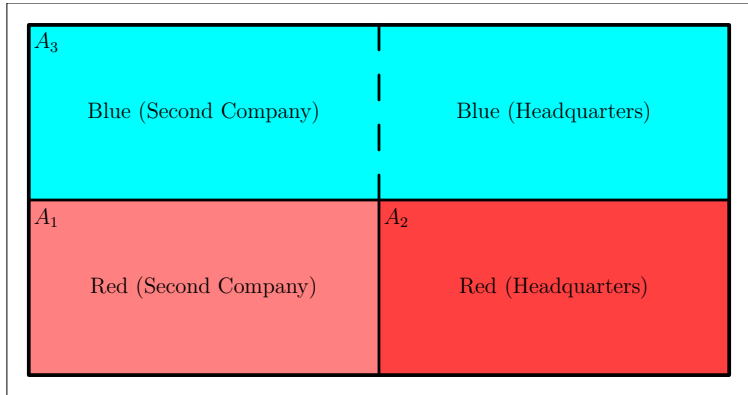 A₃
Blue (Second Company)
Blue (Headquarters)
A₁
A₂
Red (Second Company)
Red (Headquarters)